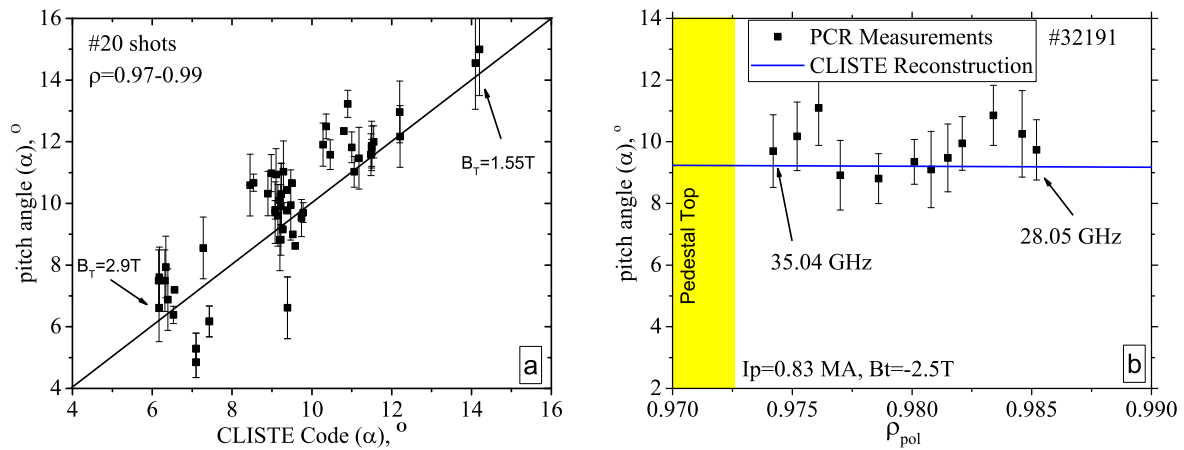 #20 shots
ρ=0.97-0.99
B_T=1.55T
B_T=2.9T
pitch angle (α), °
16
14
12
10
8
6
4
4 6 8 10 12 14 16
CLISTE Code (α), °
a
PCR Measurements
CLISTE Reconstruction
#32191
pitch angle (α), °
14
12
10
8
6
4
2
Pedestal Top
35.04 GHz
28.05 GHz
Ip=0.83 MA, Bt=-2.5T
b
0.970 0.975 0.980 0.985 0.990
ρpol